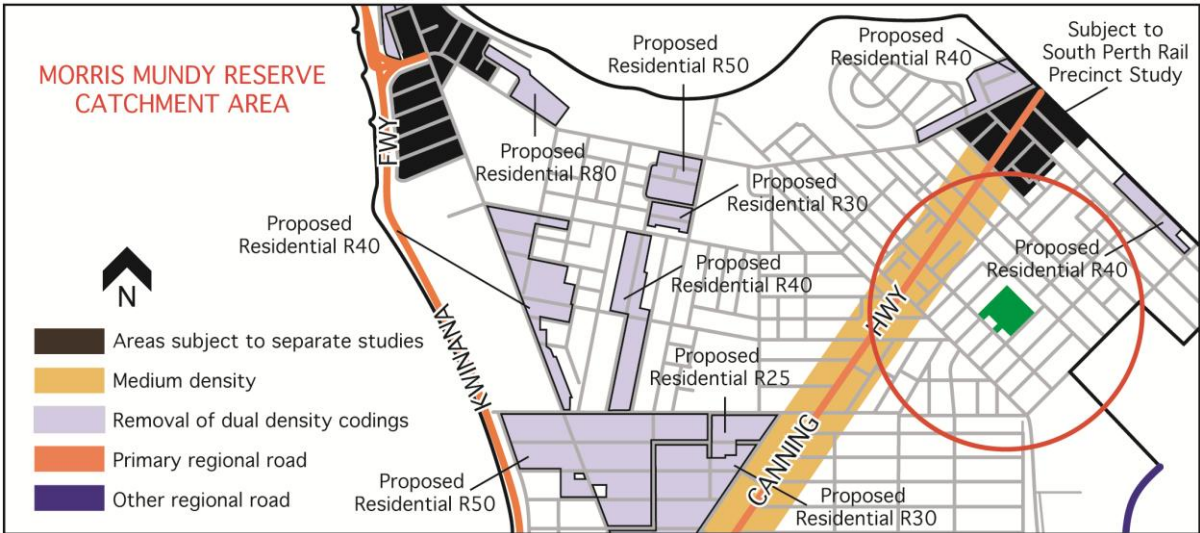 MORRIS MUNDY RESERVE
CATCHMENT AREA
FWY
Proposed
Residential R50
Proposed
Residential R40
Subject to
South Perth Rail
Precinct Study
Proposed
Residential R80
Proposed
Residential R30
Proposed
Residential R40
Proposed
Residential R40
Proposed
Residential R40
N
KWINANA
HWY
CANNING
Proposed
Residential R25
Proposed
Residential R50
Proposed
Residential R30
Areas subject to separate studies
Medium density
Removal of dual density codings
Primary regional road
Other regional road